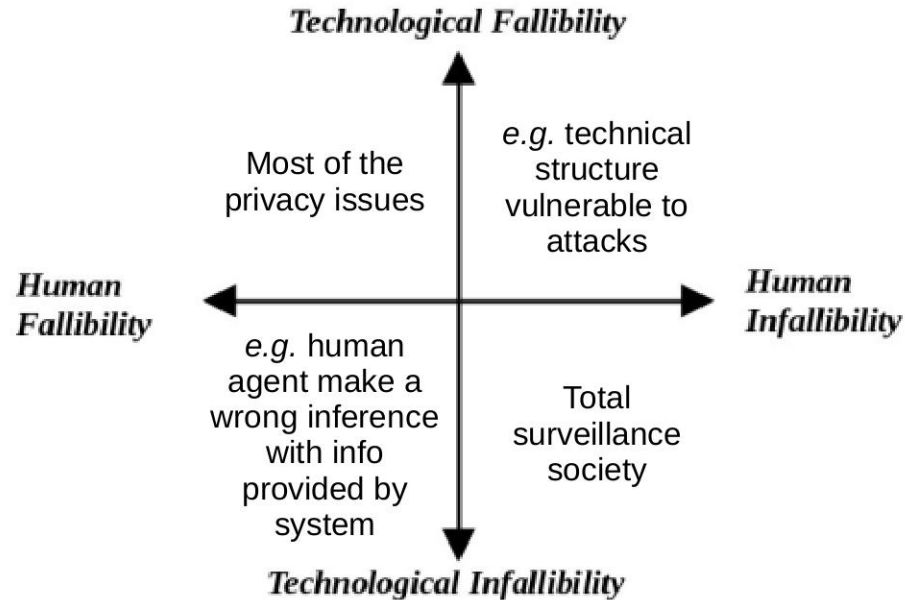 Technological Fallibility
Most of the
privacy issues
e.g. technical
structure
vulnerable to
attacks
Human
Fallibility
Human
Infallibility
e.g. human
agent make a
wrong inference
with info
provided by
system
Total
surveillance
society
Technological Infallibility